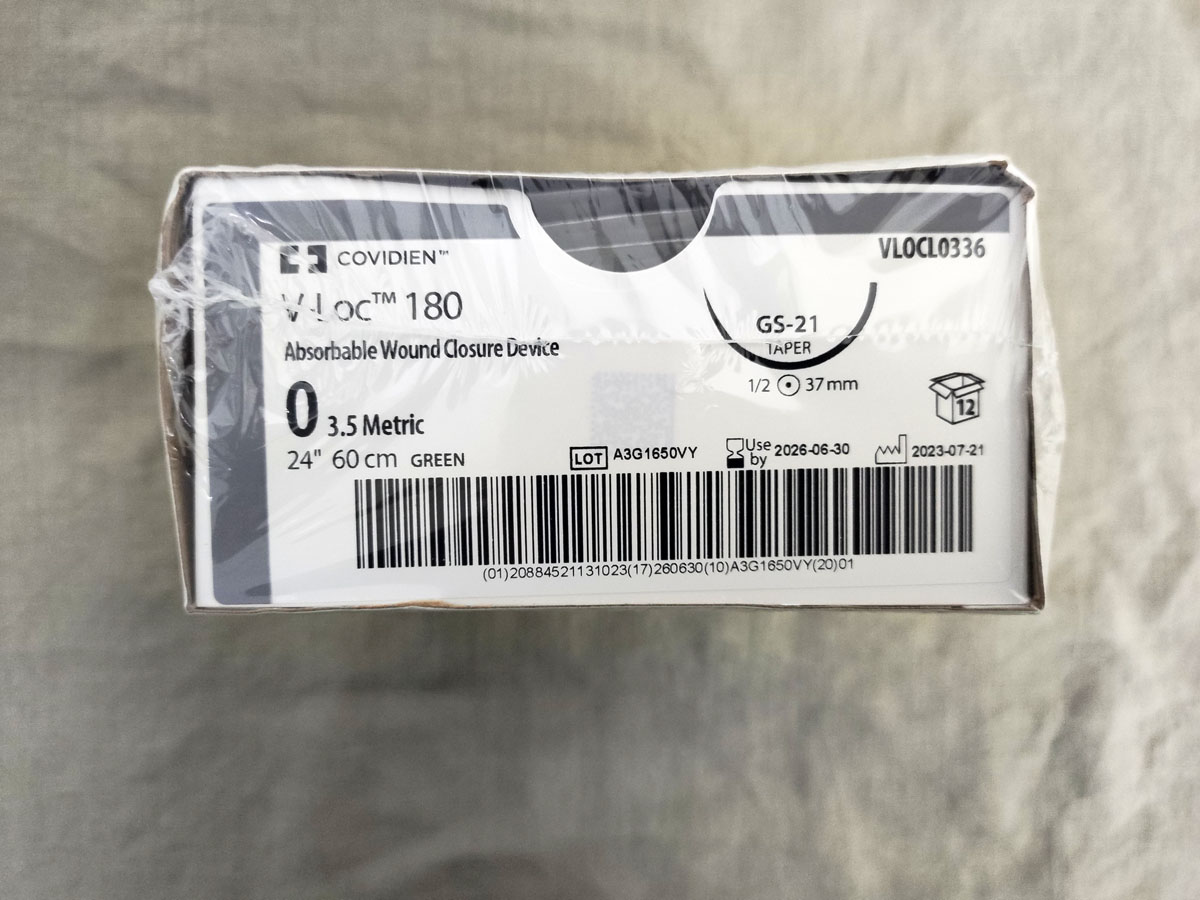 COVIDIEN™
VLOCL0336
V-Loc™ 180
Absorbable Wound Closure Device
GS-21
TAPER
1/2 37 mm
0 3.5 Metric
12
24" 60 cm GREEN
LOT A3G1650VY
Use by 2026-06-30
2023-07-21
(01)20884521131023(17)260630(10)A3G1650VY(20)01